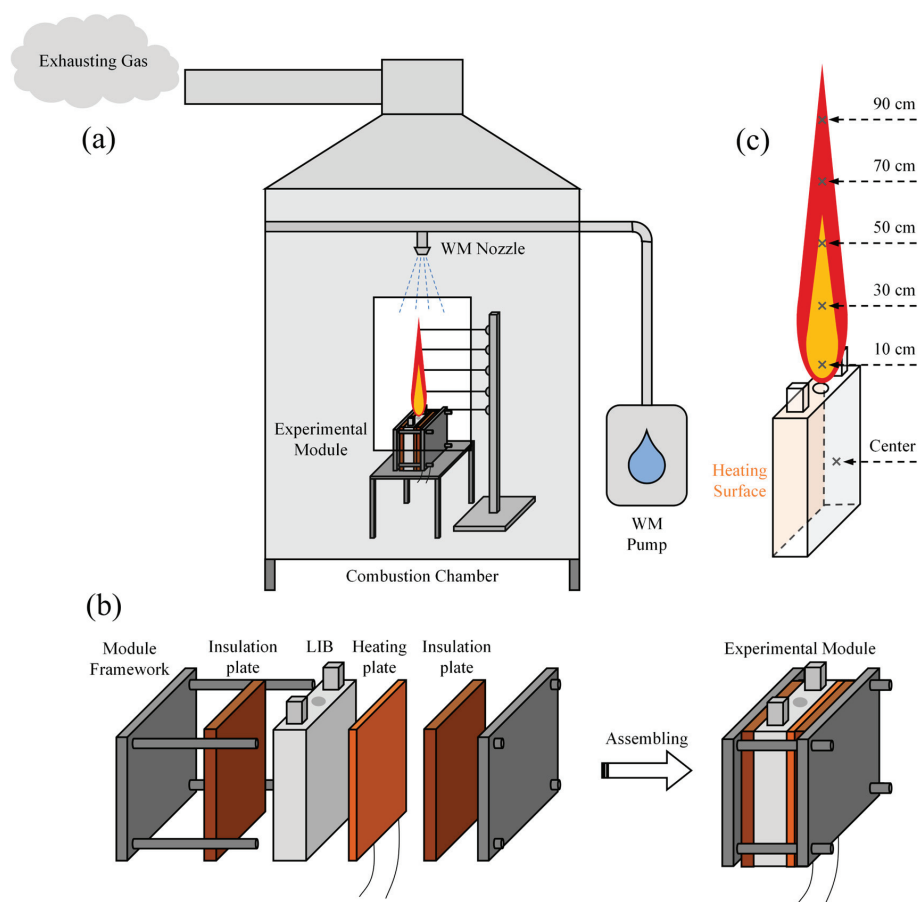 Exhausting Gas
(a)
WM Nozzle
Experimental
Module
WM
Pump
Combustion Chamber
(c)
90 cm
70 cm
50 cm
30 cm
10 cm
Center
Heating
Surface
(b)
Module
Framework
Insulation
plate
LIB
Heating
plate
Insulation
plate
Assembling
Experimental Module